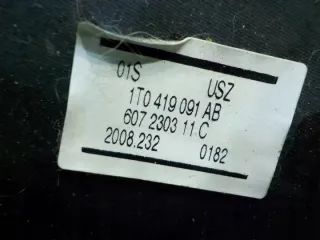 01S USZ
1T0 419 091 AB
607 2303 11 C
2008.232 0182